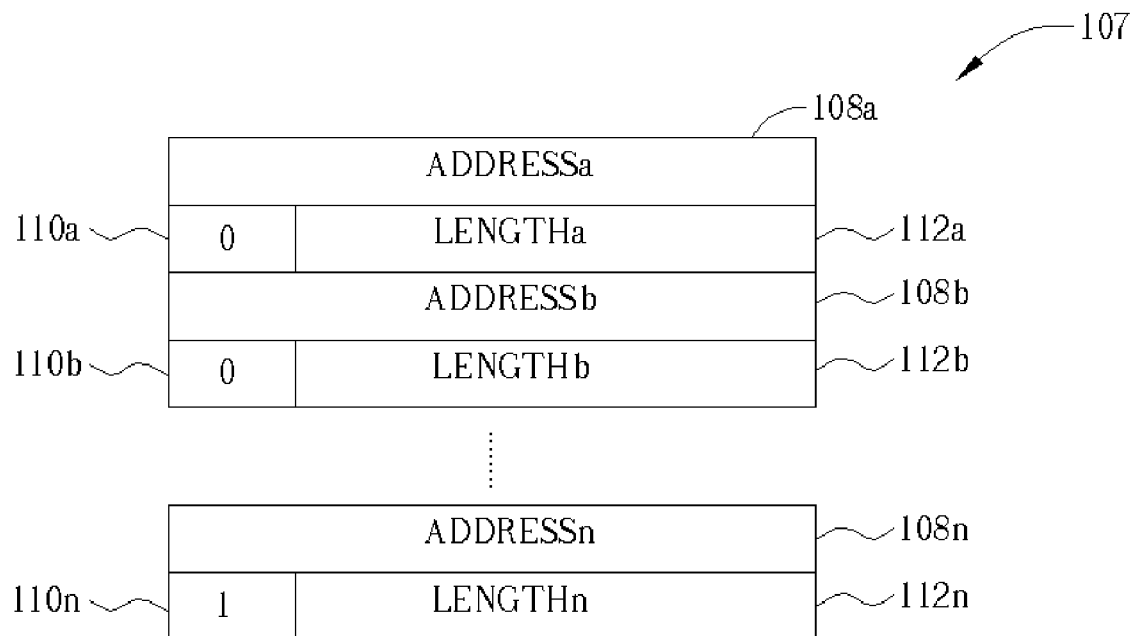 107
108a
ADDRESSa
110a 0 LENGTHa 112a
ADDRESSb 108b
110b 0 LENGTHb 112b
ADDRESSn 108n
110n 1 LENGTHn 112n